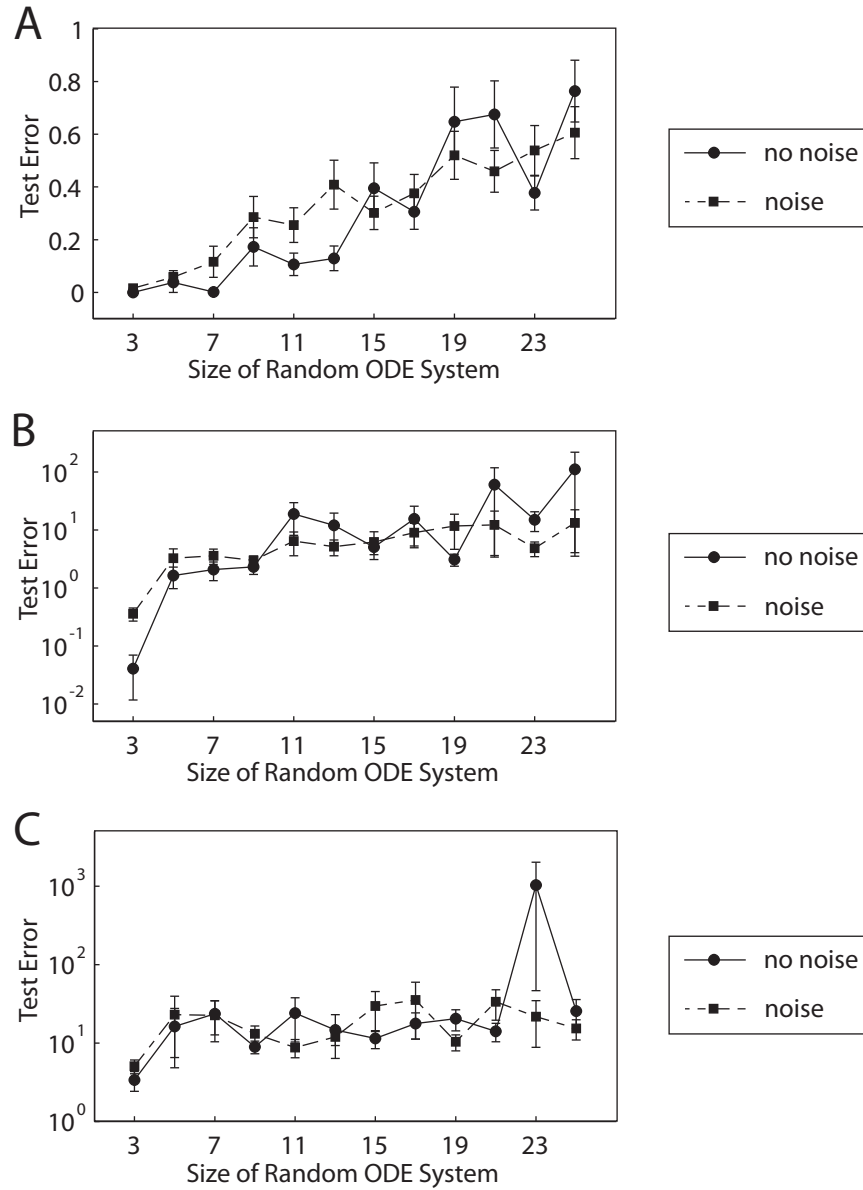 A
1
0.8
0.6
0.4
0.2
0
Test Error
3 7 11 15 19 23
Size of Random ODE System
no noise
noise
B
10^2
10^1
10^0
10^-1
10^-2
Test Error
3 7 11 15 19 23
Size of Random ODE System
no noise
noise
C
10^3
10^2
10^1
10^0
Test Error
3 7 11 15 19 23
Size of Random ODE System
no noise
noise